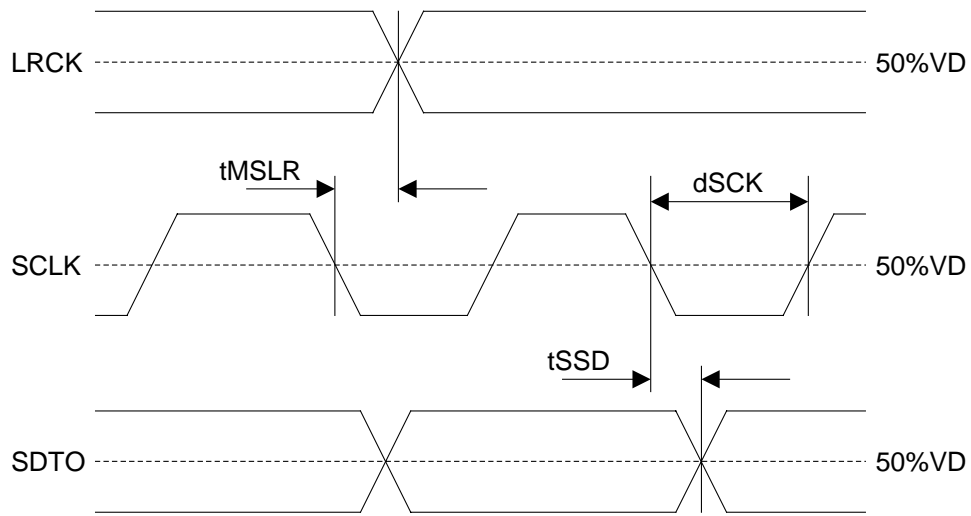 LRCK 50%VD
tMSLR dSCK
SCLK 50%VD
tSSD
SDTO 50%VD